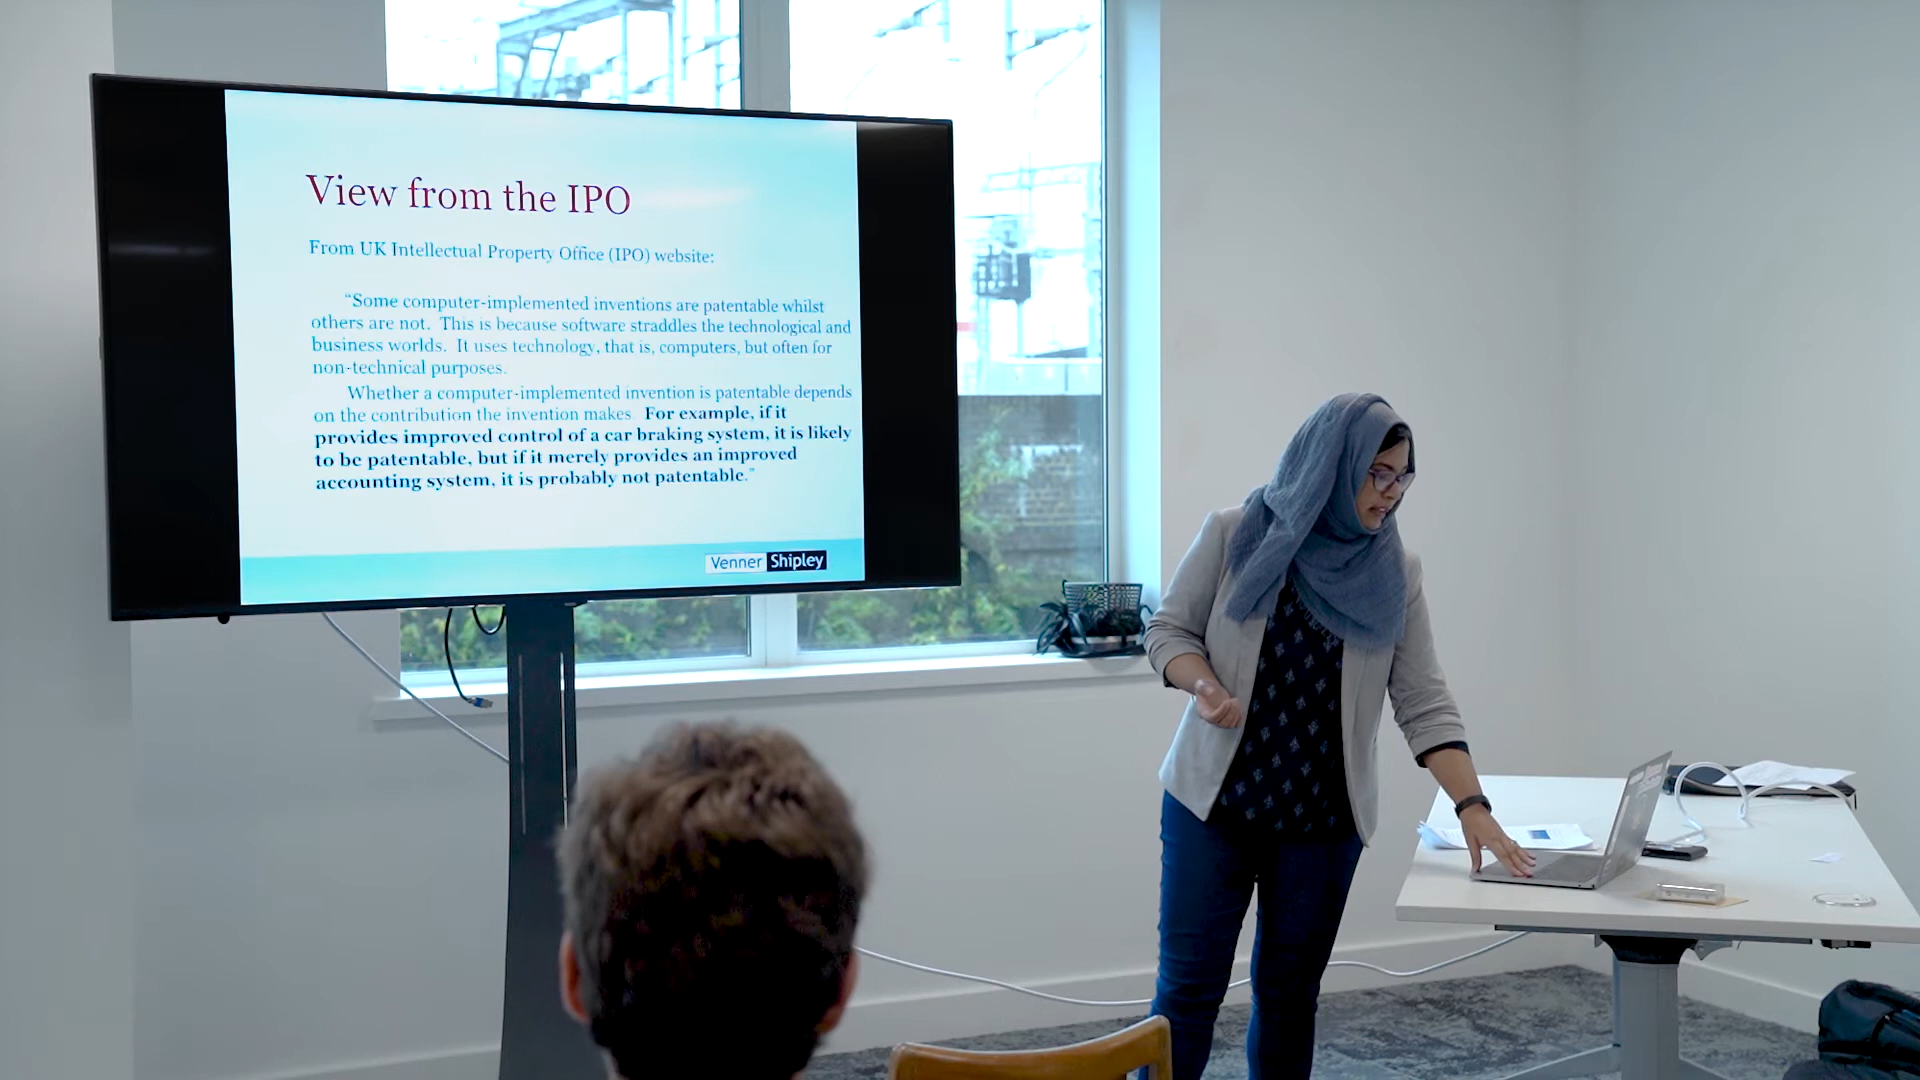 View from the IPO
From UK Intellectual Property Office (IPO) website:
“Some computer-implemented inventions are patentable whilst
others are not. This is because software straddles the technological and
business worlds. It uses technology, that is, computers, but often for
non-technical purposes.
Whether a computer-implemented invention is patentable depends
on the contribution the invention makes. For example, if it
provides improved control of a car braking system, it is likely
to be patentable, but if it merely provides an improved
accounting system, it is probably not patentable.”
Venner Shipley